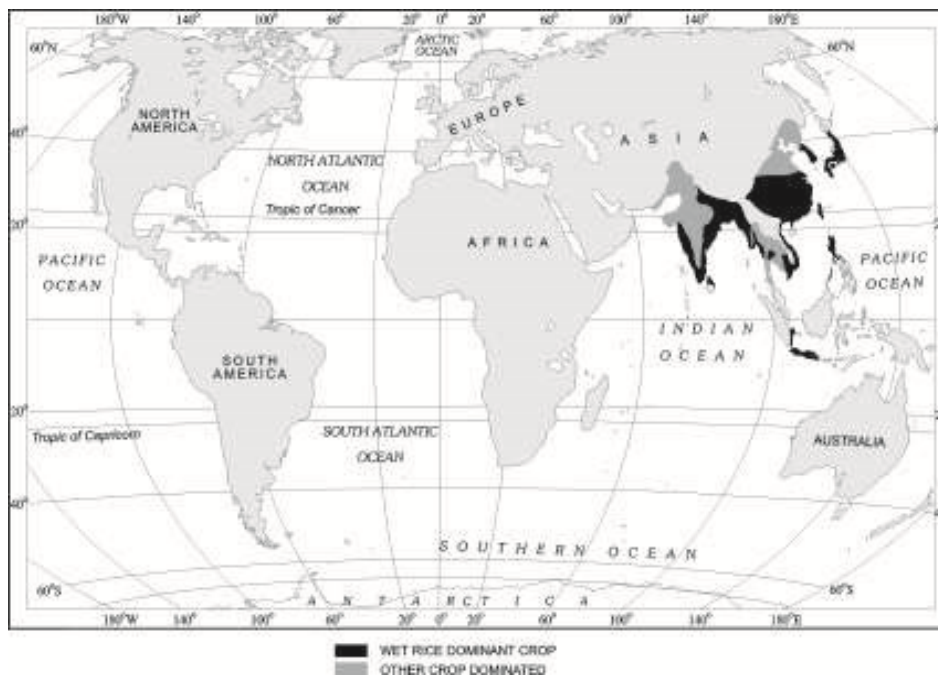 180°W 140° 100° 60° 20° 0° 20° 60° 100° 140° 180°E
ARCTIC
OCEAN
60°N 60°N
NORTH
AMERICA
EUROPE
ASIA
40°
NORTH ATLANTIC
OCEAN
Tropic of Cancer
20°
AFRICA
PACIFIC
OCEAN
PACIFIC
OCEAN
INDIAN
OCEAN
SOUTH
AMERICA
20°
Tropic of Capricorn
SOUTH ATLANTIC
OCEAN
AUSTRALIA
40°
SOUTHERN OCEAN
60°S 60°S
ANTARCTICA
180°W 140° 100° 60° 20° 0° 20° 60° 100° 140° 180°E
WET RICE DOMINANT CROP
OTHER CROP DOMINATED